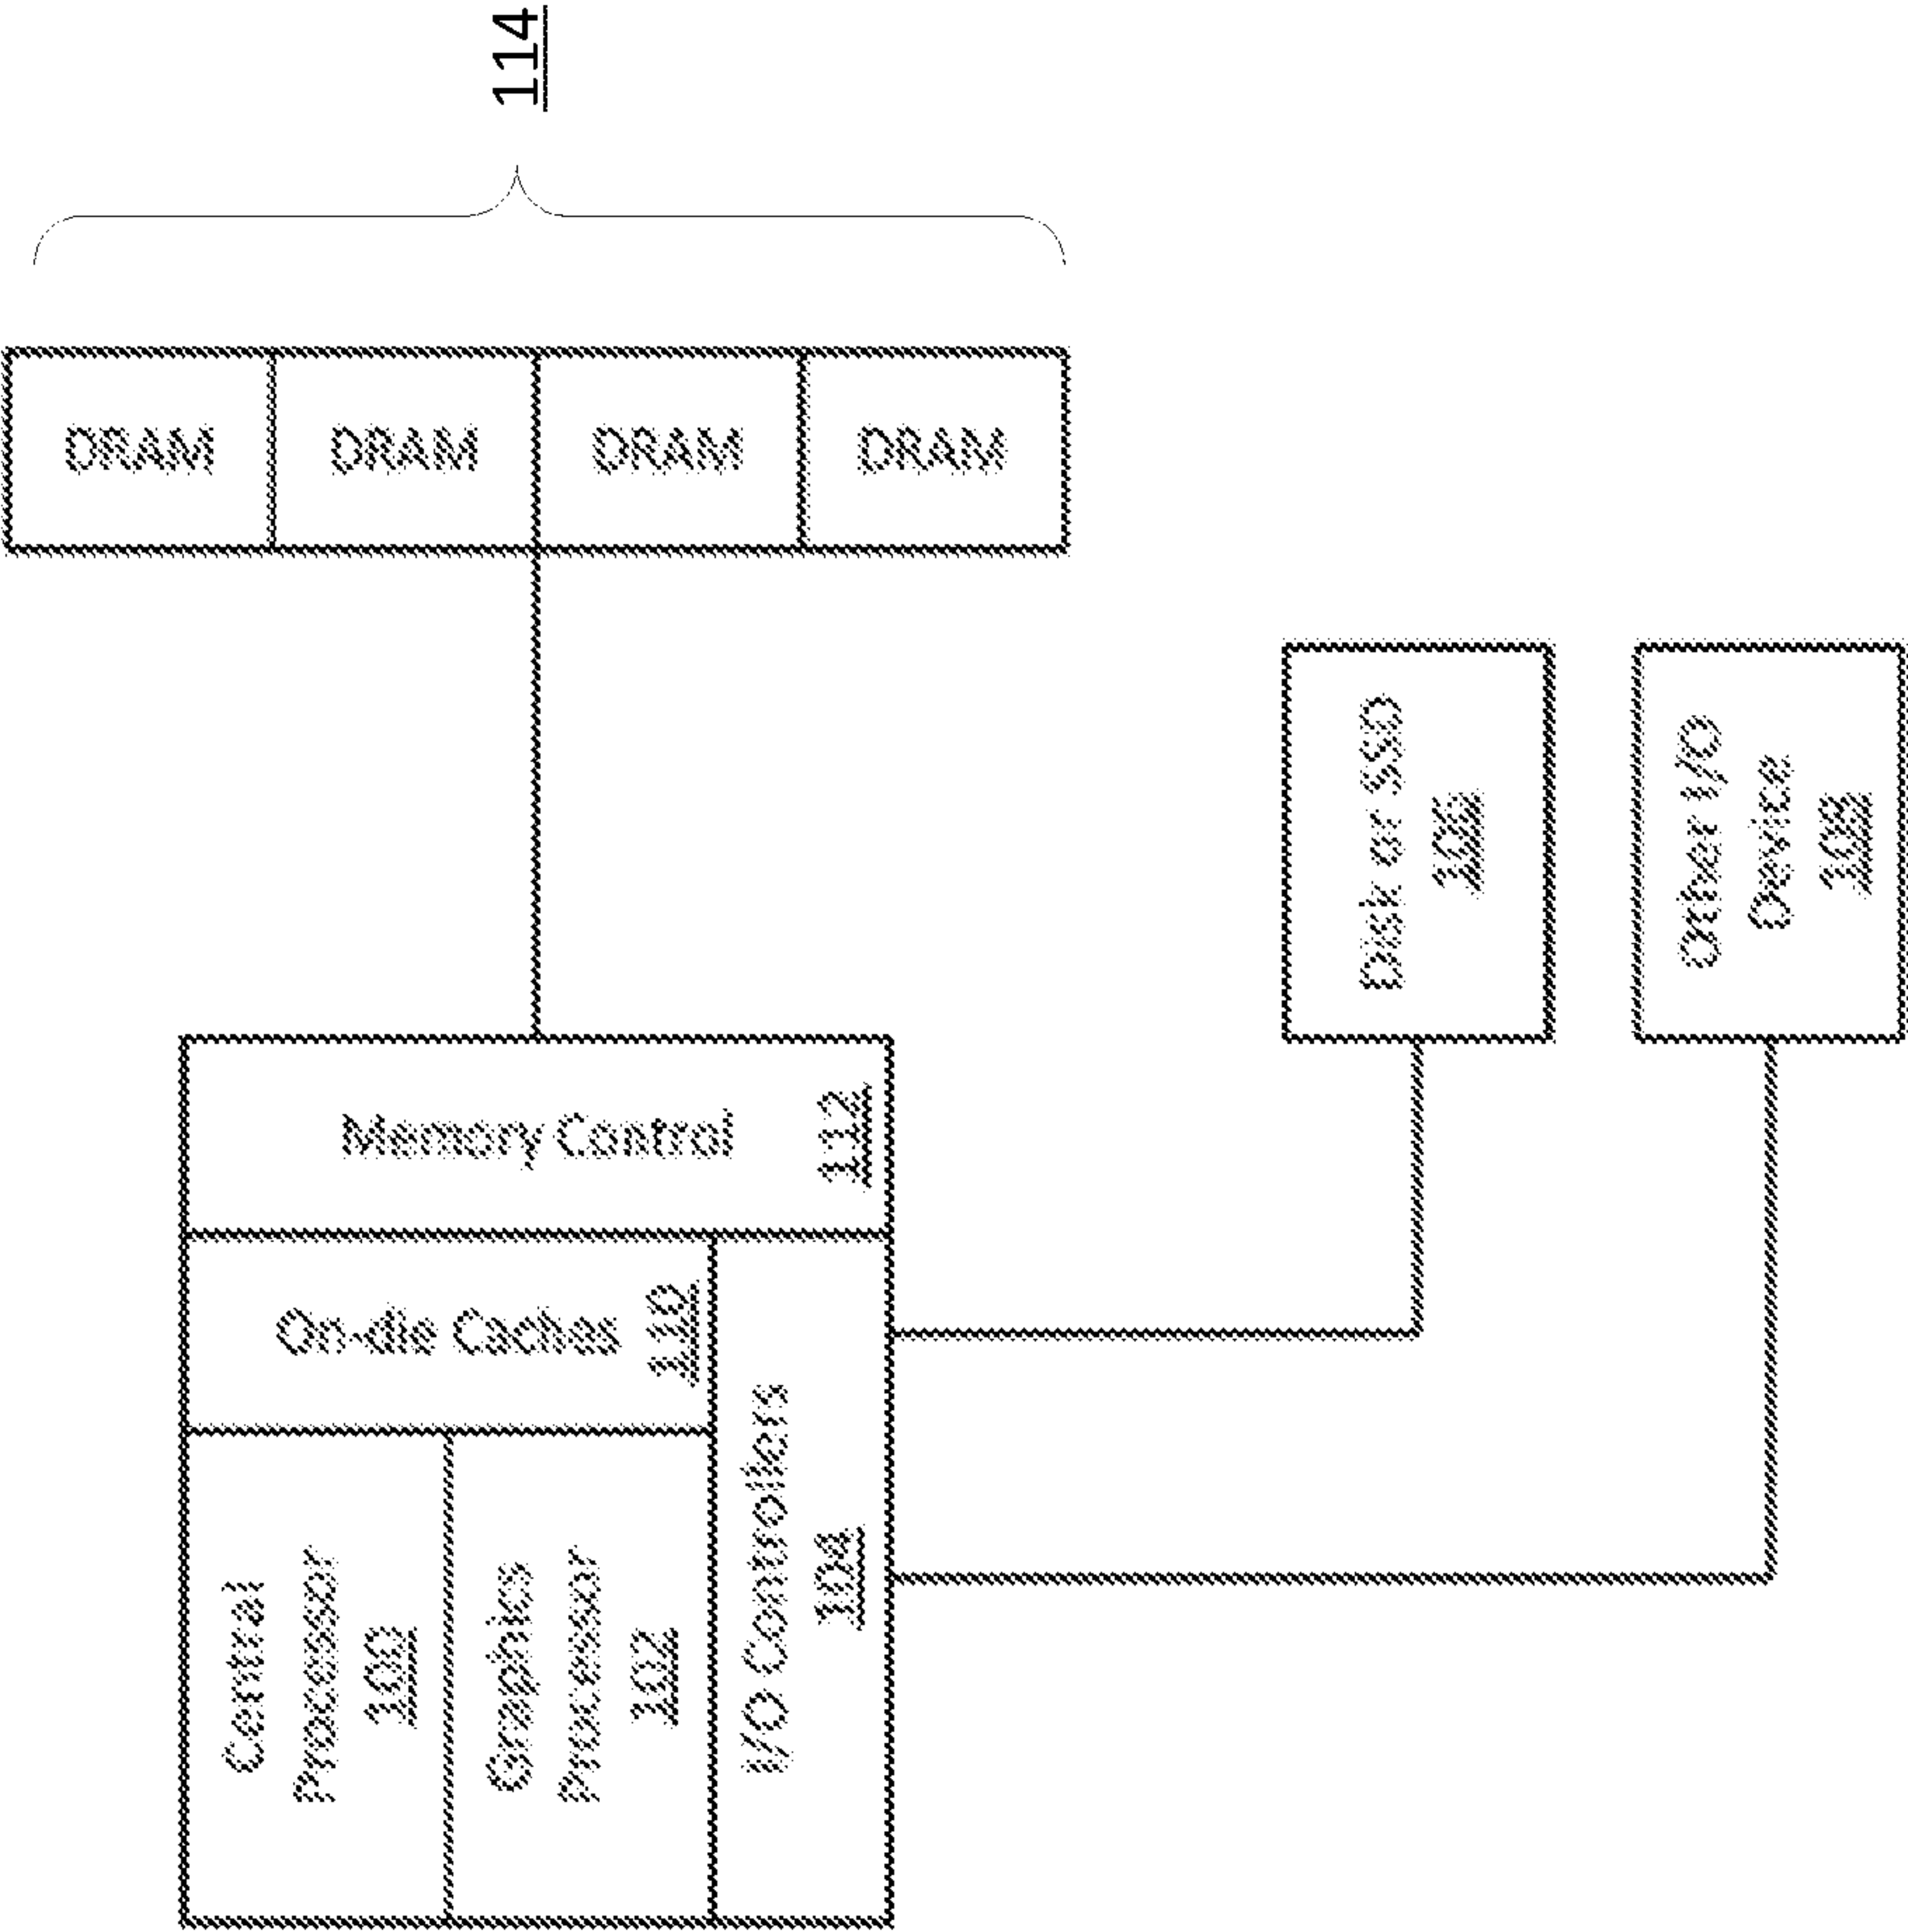 114
DRAM
DRAM
DRAM
DRAM
Disk or SSD
106
Other I/O
Device
108
Memory Control
112
On-die Caches
110
Central
Processor
100
Graphics
Processor
102
I/O Controllers
104